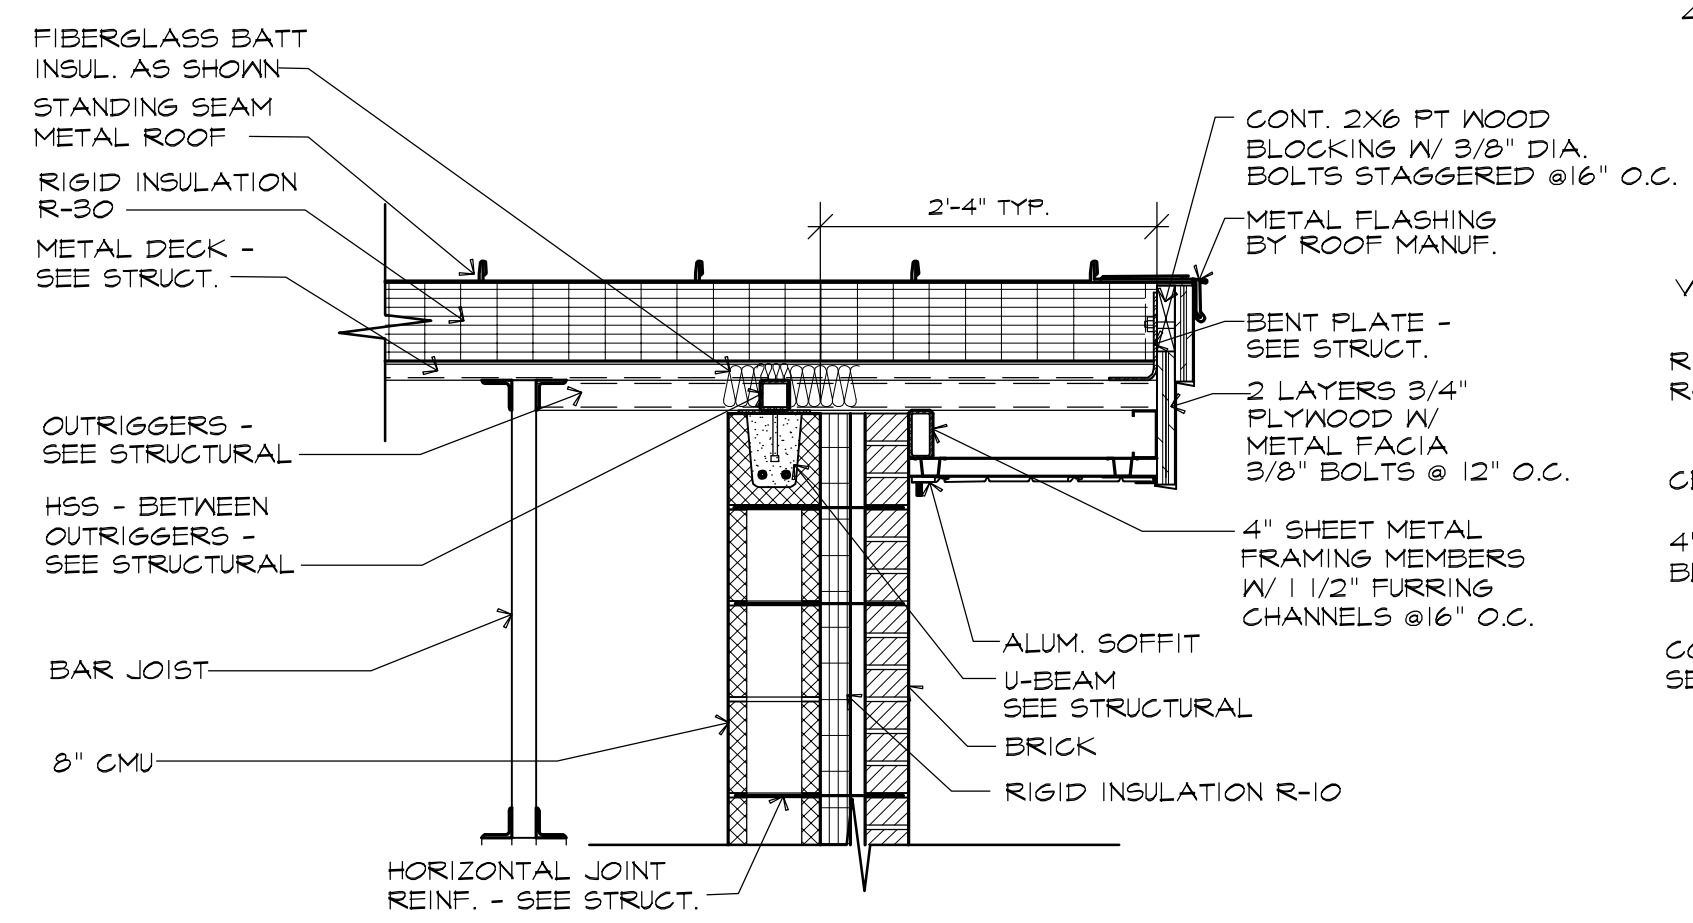 FIBERGLASS BATT
INSUL. AS SHOWN
STANDING SEAM
METAL ROOF
RIGID INSULATION
R-30
METAL DECK -
SEE STRUCT.
OUTRIGGERS -
SEE STRUCTURAL
HSS - BETWEEN
OUTRIGGERS -
SEE STRUCTURAL
BAR JOIST
8" CMU
HORIZONTAL JOINT
REINF. - SEE STRUCT.
2'-4" TYP.
CONT. 2X6 PT WOOD
BLOCKING W/ 3/8" DIA.
BOLTS STAGGERED @16" O.C.
METAL FLASHING
BY ROOF MANUF.
BENT PLATE -
SEE STRUCT.
2 LAYERS 3/4"
PLYWOOD W/
METAL FACIA
3/8" BOLTS @ 12" O.C.
4" SHEET METAL
FRAMING MEMBERS
W/ 1 1/2" FURRING
CHANNELS @16" O.C.
ALUM. SOFFIT
U-BEAM
SEE STRUCTURAL
BRICK
RIGID INSULATION R-10